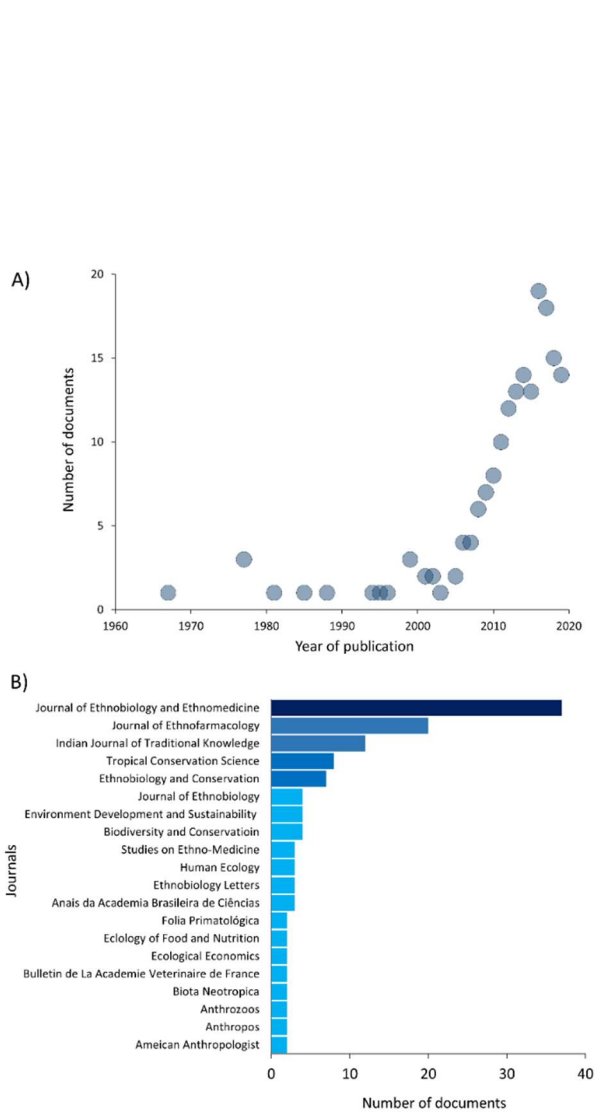 A)
20
15
10
5
0
Number of documents
1960 1970 1980 1990 2000 2010 2020
Year of publication
B)
Journals
Journal of Ethnobiology and Ethnomedicine
Journal of Ethnofarmacology
Indian Journal of Traditional Knowledge
Tropical Conservation Science
Ethnobiology and Conservation
Journal of Ethnobiology
Environment Development and Sustainability
Biodiversity and Conservatioin
Studies on Ethno-Medicine
Human Ecology
Ethnobiology Letters
Anais da Academia Brasileira de Ciências
Folia Primatológica
Eclology of Food and Nutrition
Ecological Economics
Bulletin de La Academie Veterinaire de France
Biota Neotropica
Anthrozoos
Anthropos
Ameican Anthropologist
0 10 20 30 40
Number of documents